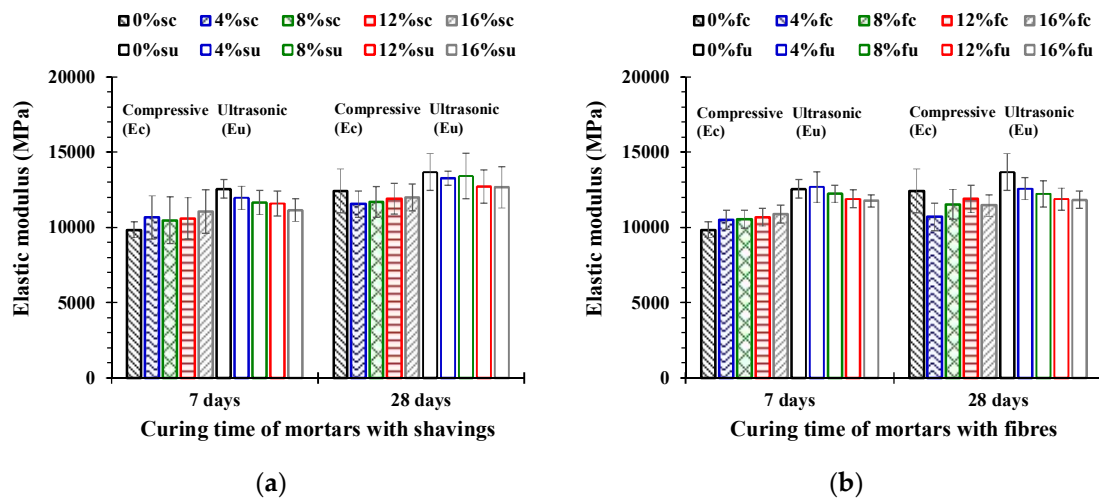 0%sc 4%sc 8%sc 12%sc 16%sc
0%su 4%su 8%su 12%su 16%su
20000
15000
10000
5000
0
Elastic modulus (MPa)
Compressive (Ec)
Ultrasonic (Eu)
Compressive (Ec)
Ultrasonic (Eu)
7 days 28 days
Curing time of mortars with shavings
(a)
0%fc 4%fc 8%fc 12%fc 16%fc
0%fu 4%fu 8%fu 12%fu 16%fu
20000
15000
10000
5000
0
Elastic modulus (MPa)
Compressive (Ec)
Ultrasonic (Eu)
Compressive (Ec)
Ultrasonic (Eu)
7 days 28 days
Curing time of mortars with fibres
(b)